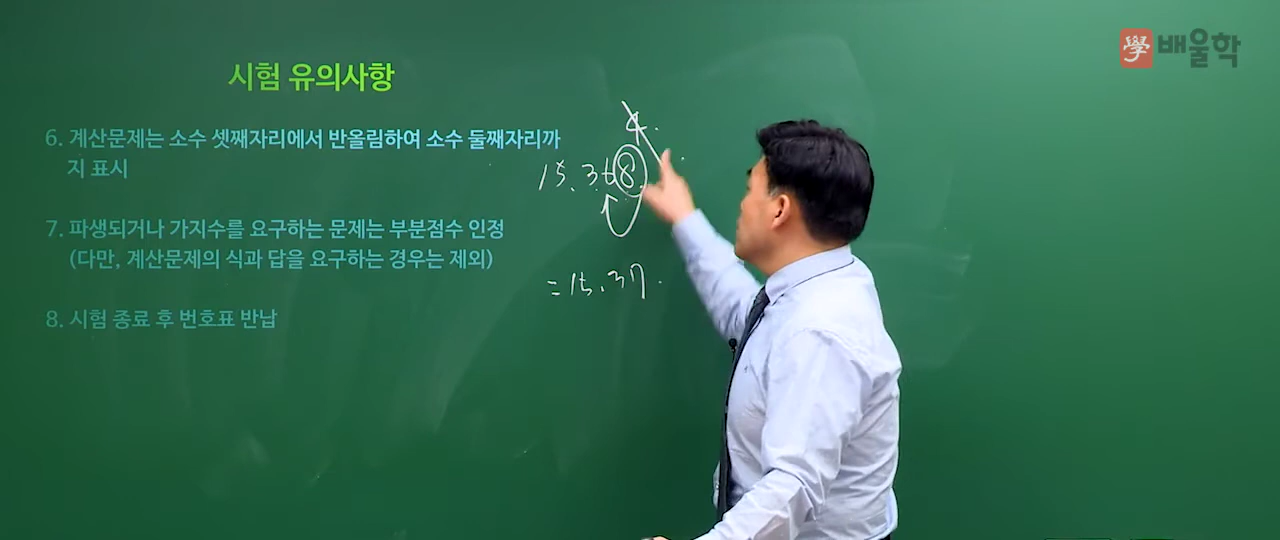 學 배울학
시험 유의사항
6. 계산문제는 소수 셋째자리에서 반올림하여 소수 둘째자리까
지 표시
4.
15.368
7. 파생되거나 가지수를 요구하는 문제는 부분점수 인정
(다만, 계산문제의 식과 답을 요구하는 경우는 제외)
=15.37.
8. 시험 종료 후 번호표 반납